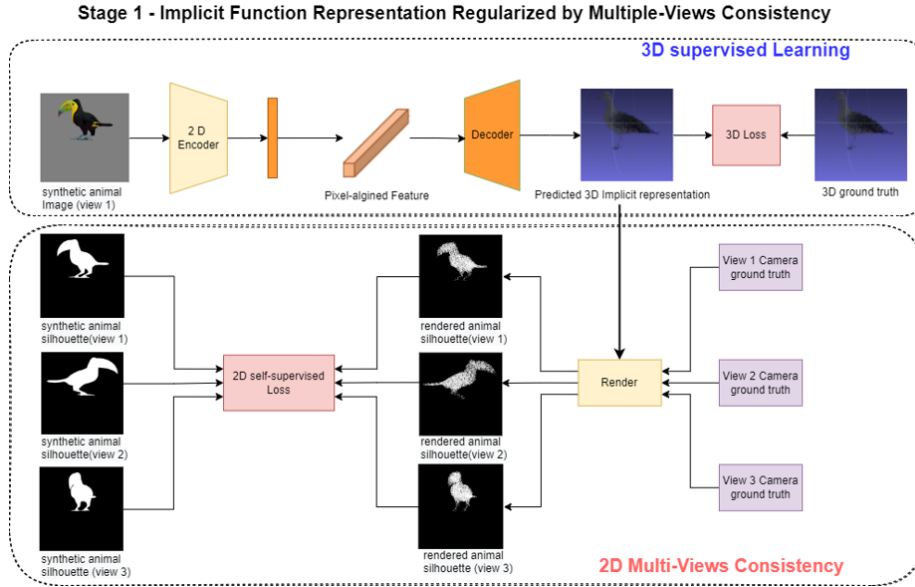 Stage 1 - Implicit Function Representation Regularized by Multiple-Views Consistency
3D supervised Learning
2 D
Encoder
Decoder
3D Loss
synthetic animal
Image (view 1)
Pixel-algined Feature
Predicted 3D Implicit representation
3D ground truth
View 1 Camera
ground truth
synthetic animal
silhouette(view 1)
rendered animal
silhouette(view 1)
2D self-supervised
Loss
Render
View 2 Camera
ground truth
synthetic animal
silhouette(view 2)
rendered animal
silhouette(view 2)
View 3 Camera
ground truth
synthetic animal
silhouette (view 3)
rendered animal
silhouette(view 3)
2D Multi-Views Consistency